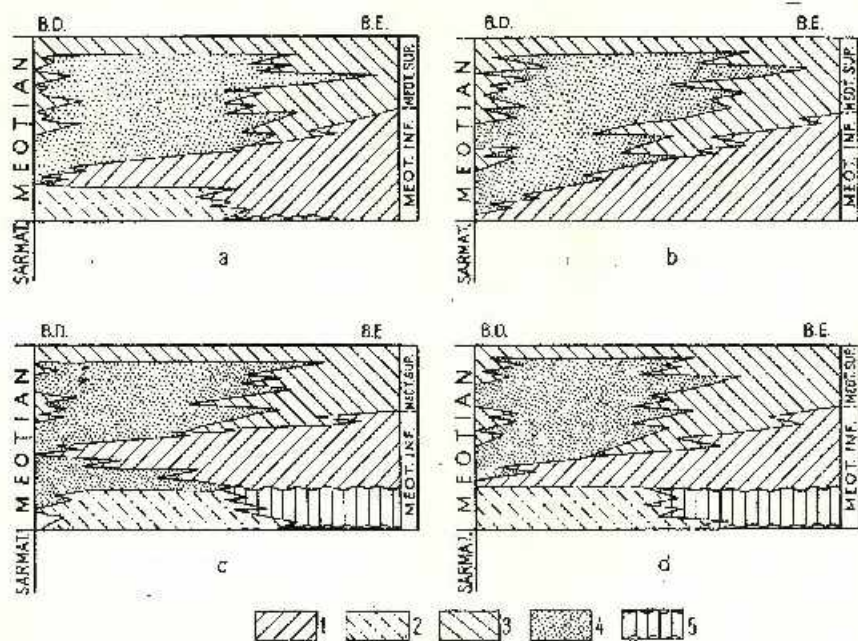 B.D. B.E.
MEOTIAN
MEOT. INF. MEOT. SUP.
SARMAT.
a
B.D. B.E.
MEOTIAN
MEOT. INF. MEOT. SUP.
SARMAT.
b
B.D. B.E
MEOTIAN
MEOT. INF. MEOT. SUP.
SARMAT.
c
B.D. B.E.
MEOTIAN
MEOT. INF. MEOT. SUP.
SARMAT.
d
1 2 3 4 5